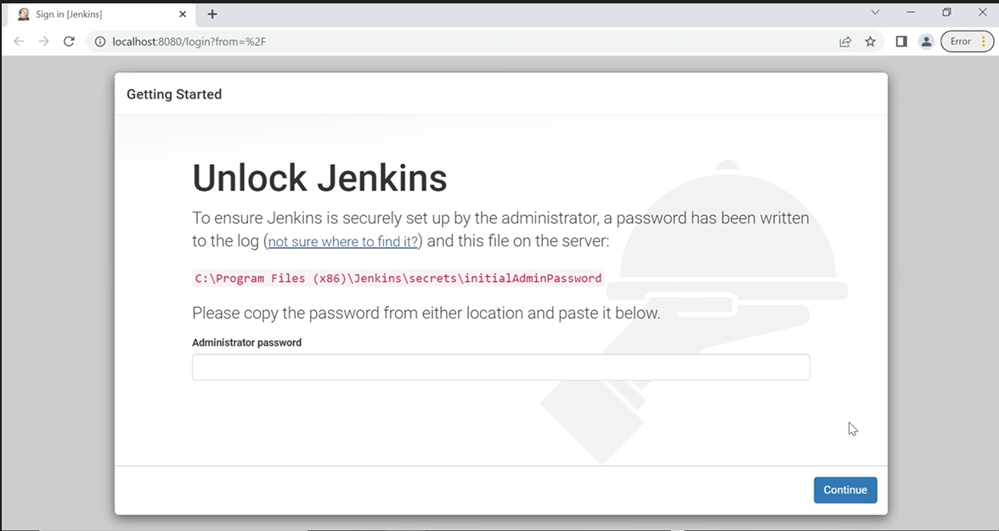 Sign in [Jenkins]
localhost:8080/login?from=%2F
Error
Getting Started
Unlock Jenkins
To ensure Jenkins is securely set up by the administrator, a password has been written
to the log (not sure where to find it?) and this file on the server:
C:\Program Files (x86)\Jenkins\secrets\initialAdminPassword
Please copy the password from either location and paste it below.
Administrator password
Continue